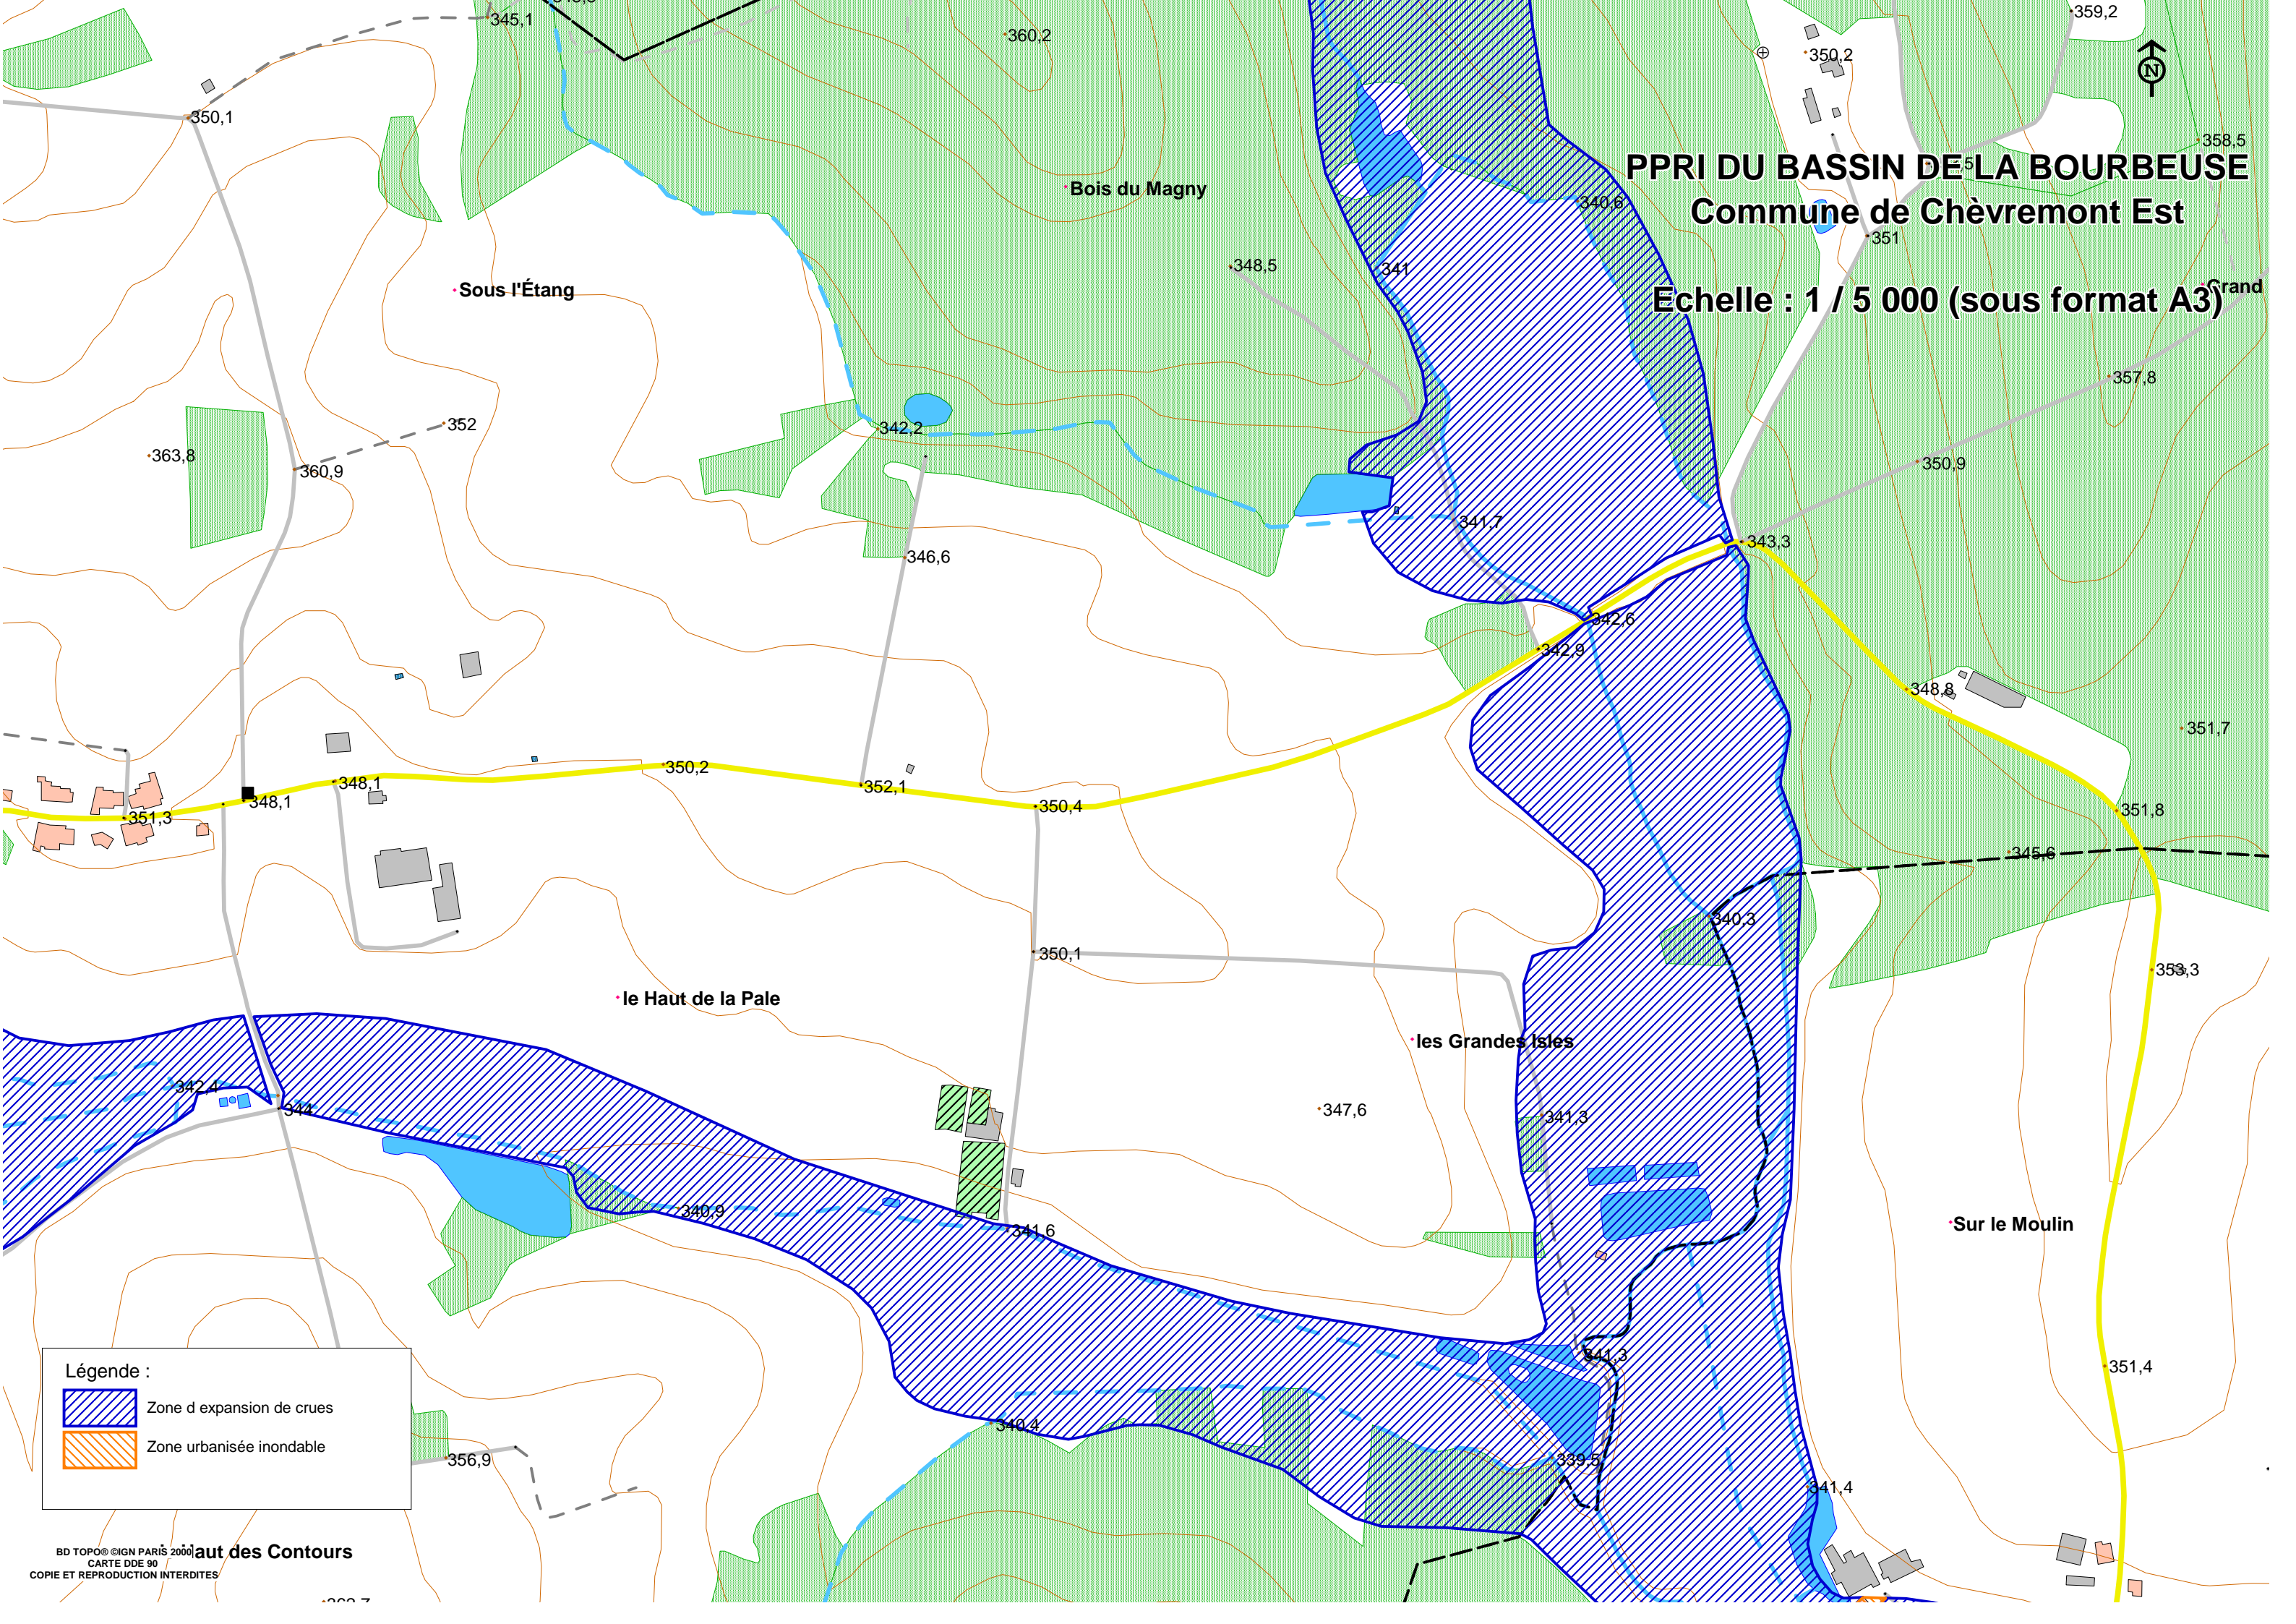 345,1
360,2
359,2
350,2
N
350,1
358,5
PPRI DU BASSIN DE LA BOURBEUSE
Bois du Magny
340,6
Commune de Chèvremont Est
351
348,5
341
Sous l'Étang
Echelle : 1 / 5 000 (sous format A3)
Grand
357,8
352
342,2
363,8
360,9
350,9
341,7
343,3
346,6
342,6
342,9
348,8
351,7
350,2
348,1
352,1
348,1
350,4
351,3
351,8
345,6
340,3
350,1
353,3
le Haut de la Pale
les Grandes Isles
342,4
344
347,6
341,3
340,9
341,6
Sur le Moulin
341,3
351,4
Légende :
Zone d expansion de crues
Zone urbanisée inondable
340,4
356,9
339,5
341,4
BD TOPO® ©IGN PARIS 2000
aut des Contours
CARTE DDE 90
COPIE ET REPRODUCTION INTERDITES